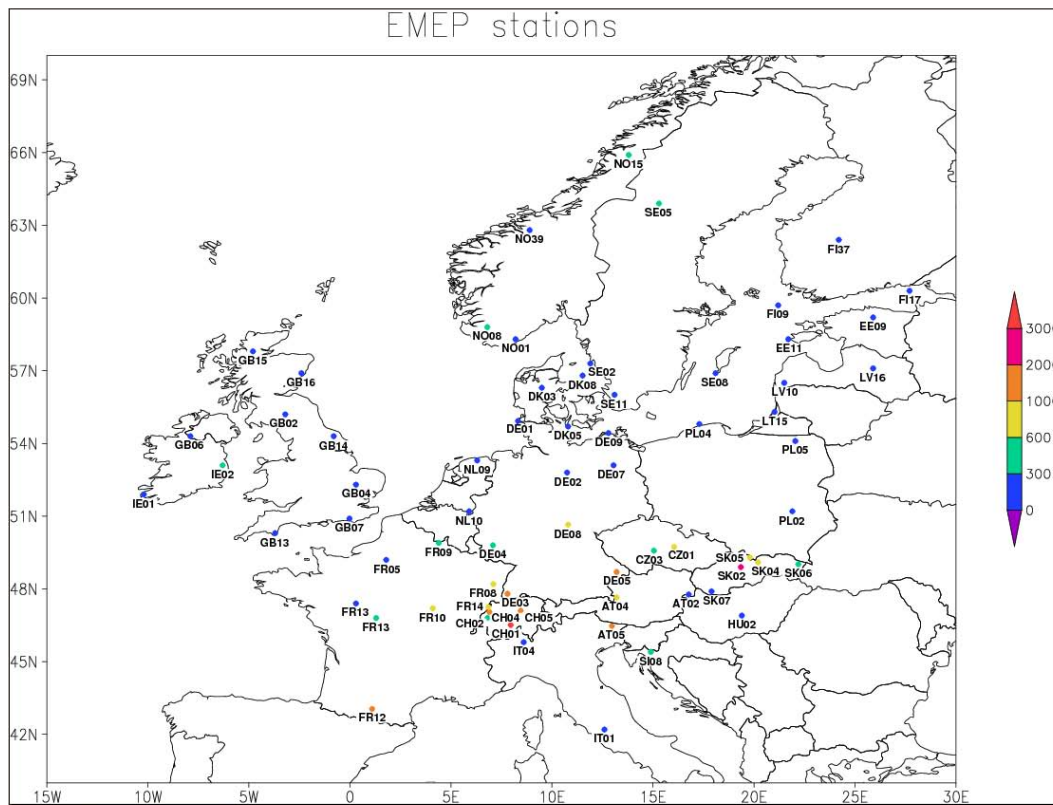 EMEP stations
69N
66N
NO15
SE05
63N
NO39
FI37
60N
FI17
FI09
EE09
NO08
NO01
EE11
GB15
SE02
57N
GB16
DK08
SE08
LV16
DK03
SE11
LV10
GB02
DE01
DK05
LT15
54N
GB06
GB14
DE09
PL04
PL05
IE02
NL09
DE07
DE02
IE01
GB04
51N
GB07
NL10
PL02
GB13
FR09
DE04
DE08
CZ03
CZ01
SK05
SK04
SK06
48N
FR05
SK02
DE05
FR08
DE03
AT04
AT02
SK07
FR13
FR10
FR14
CH04
CH05
CH02
FR13
CH01
AT05
HU02
45N
IT04
SI08
FR12
42N
IT01
15W
10W
5W
0
5E
10E
15E
20E
25E
30E
3000
2000
1000
600
300
0